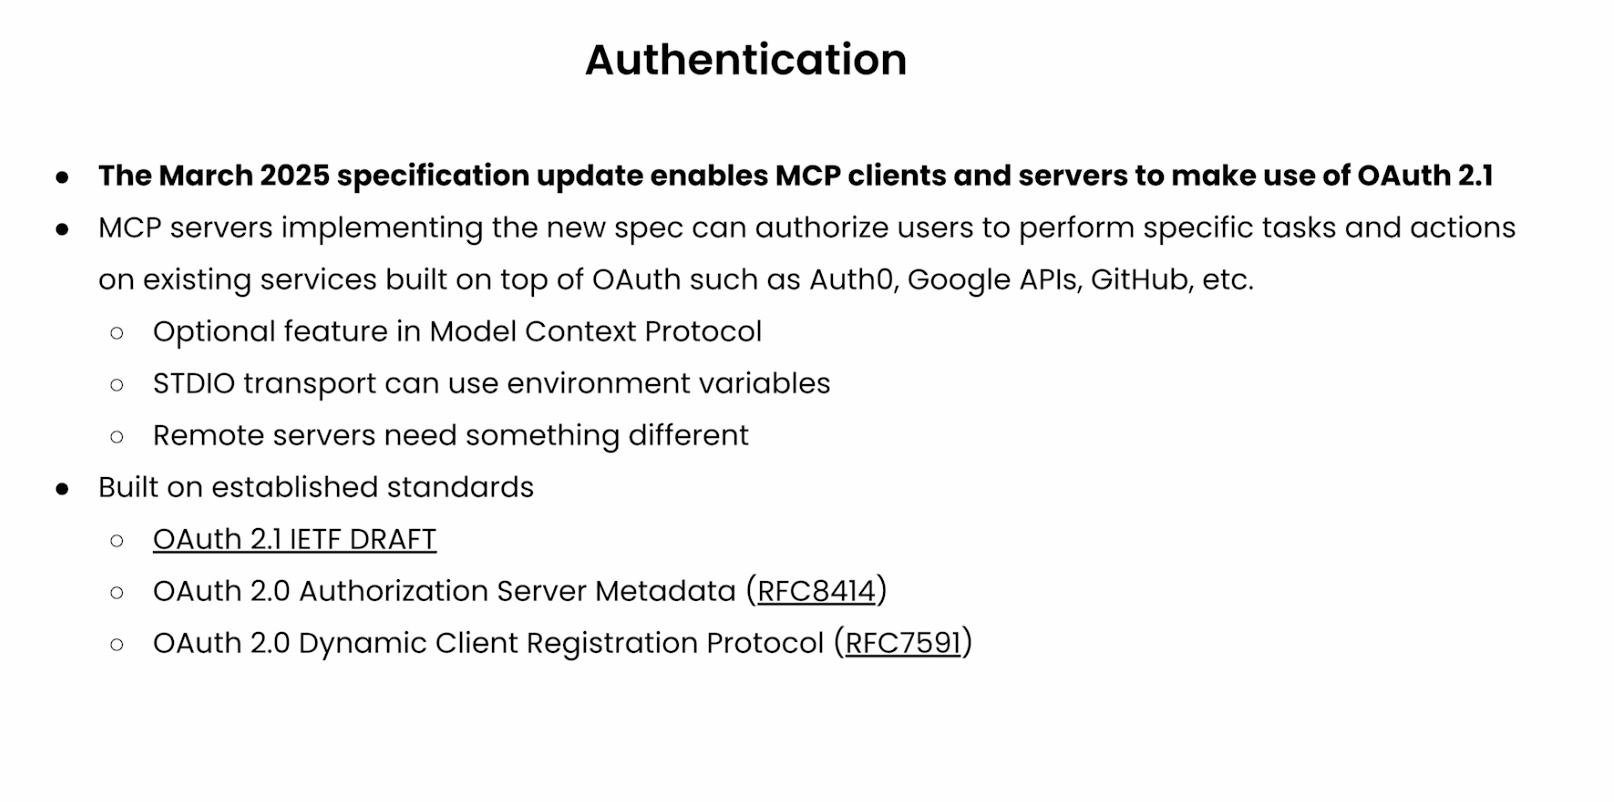 Authentication
● The March 2025 specification update enables MCP clients and servers to make use of OAuth 2.1
● MCP servers implementing the new spec can authorize users to perform specific tasks and actions
on existing services built on top of OAuth such as Auth0, Google APIs, GitHub, etc.
○ Optional feature in Model Context Protocol
○ STDIO transport can use environment variables
○ Remote servers need something different
● Built on established standards
○ OAuth 2.1 IETF DRAFT
○ OAuth 2.0 Authorization Server Metadata (RFC8414)
○ OAuth 2.0 Dynamic Client Registration Protocol (RFC7591)